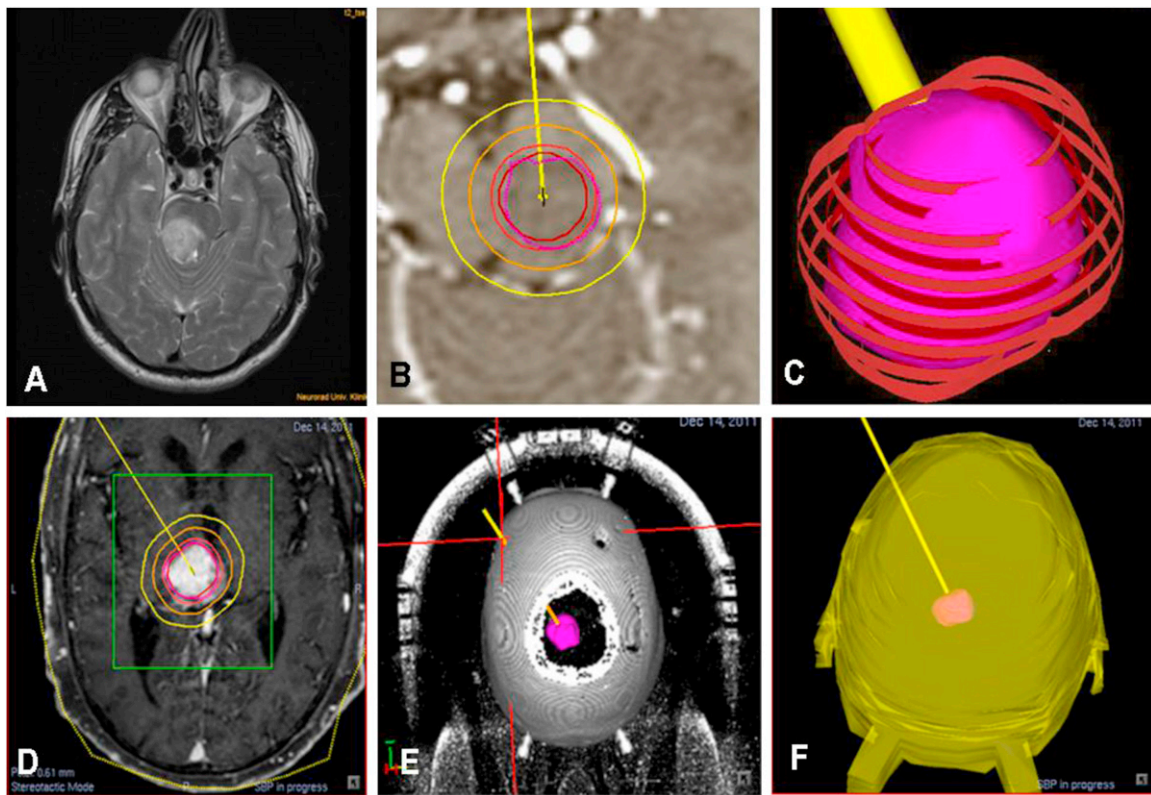 A
Neurorad Univ. Klinik
B
C
Dec 14, 2011
L
R
D
Stereotactic Mode
P
SBP in progress
Dec 14, 2011
E
Dec 14, 2011
F
SBP in progress